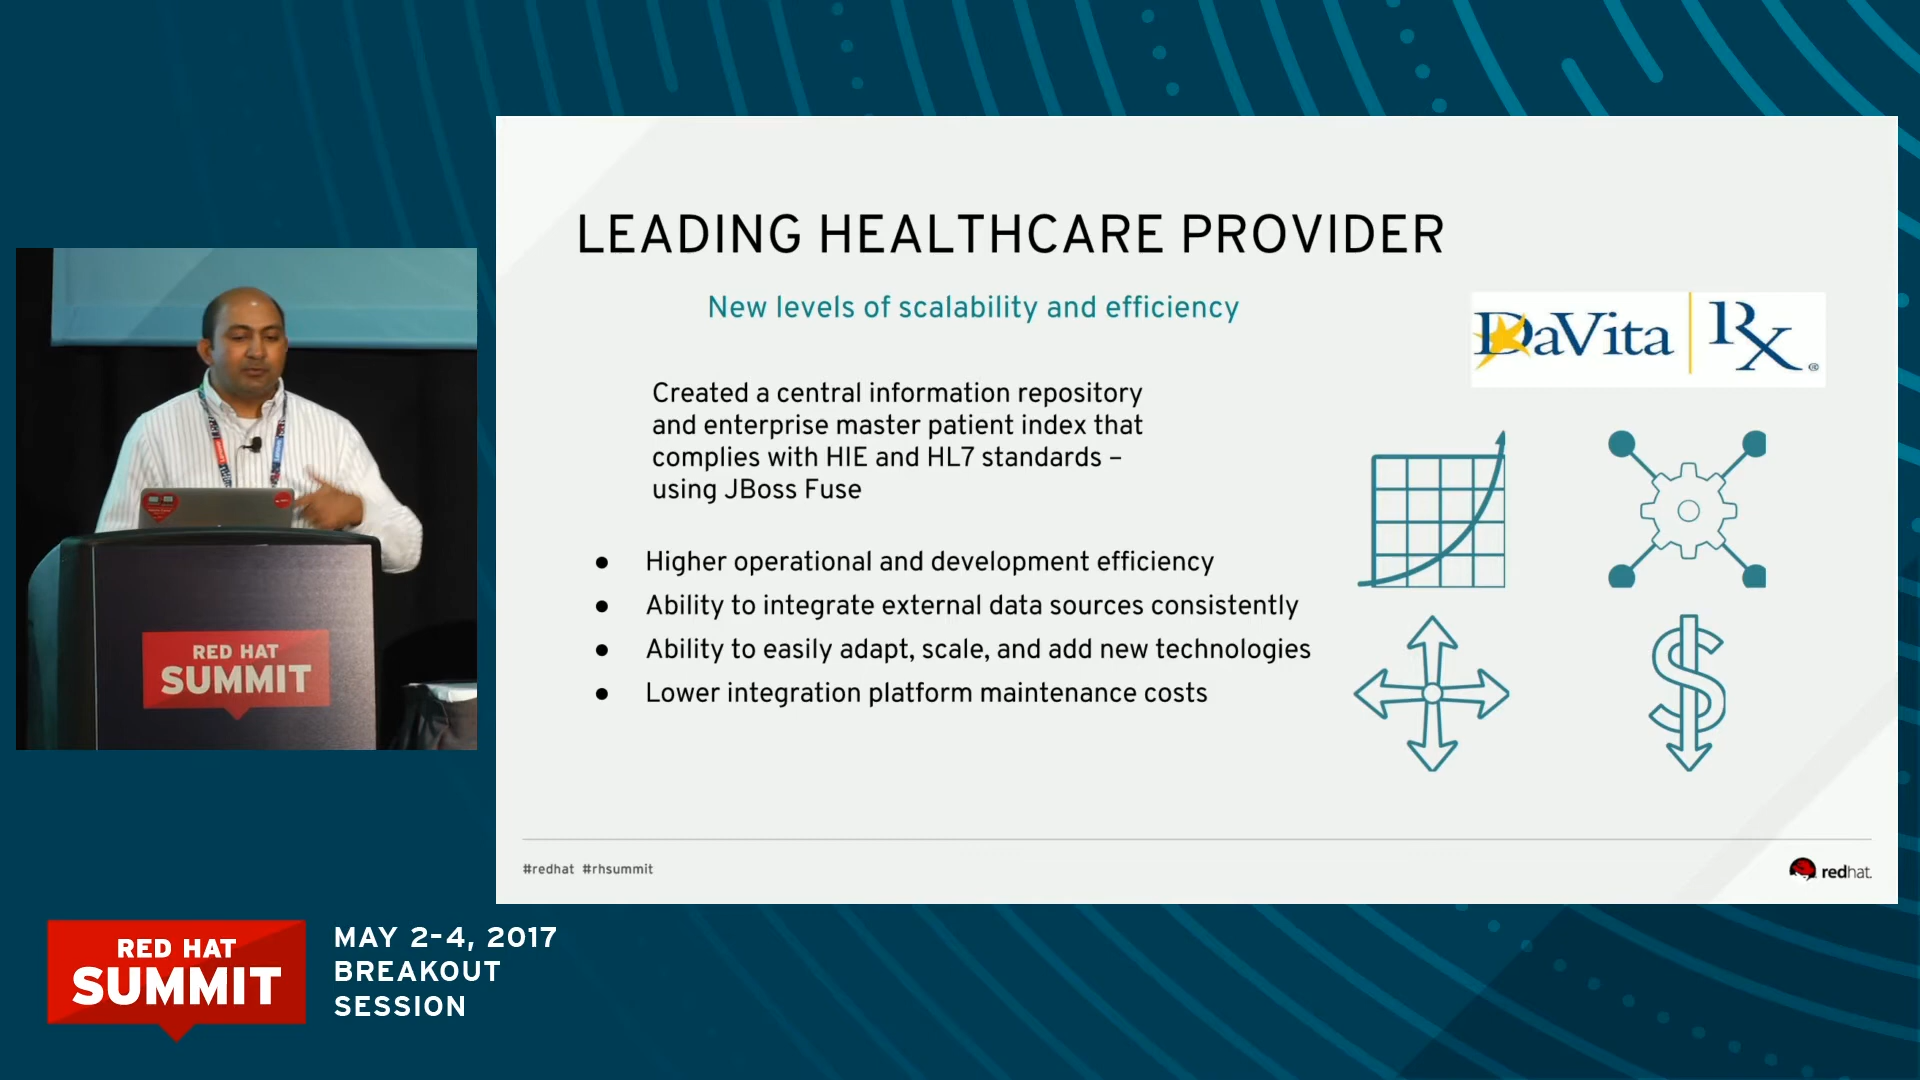 LEADING HEALTHCARE PROVIDER
New levels of scalability and efficiency
DaVita | Rx ®
Created a central information repository
and enterprise master patient index that
complies with HIE and HL7 standards –
using JBoss Fuse
● Higher operational and development efficiency
● Ability to integrate external data sources consistently
● Ability to easily adapt, scale, and add new technologies
● Lower integration platform maintenance costs
#redhat #rhsummit
redhat.
RED HAT
SUMMIT
RED HAT
SUMMIT
MAY 2-4, 2017
BREAKOUT
SESSION